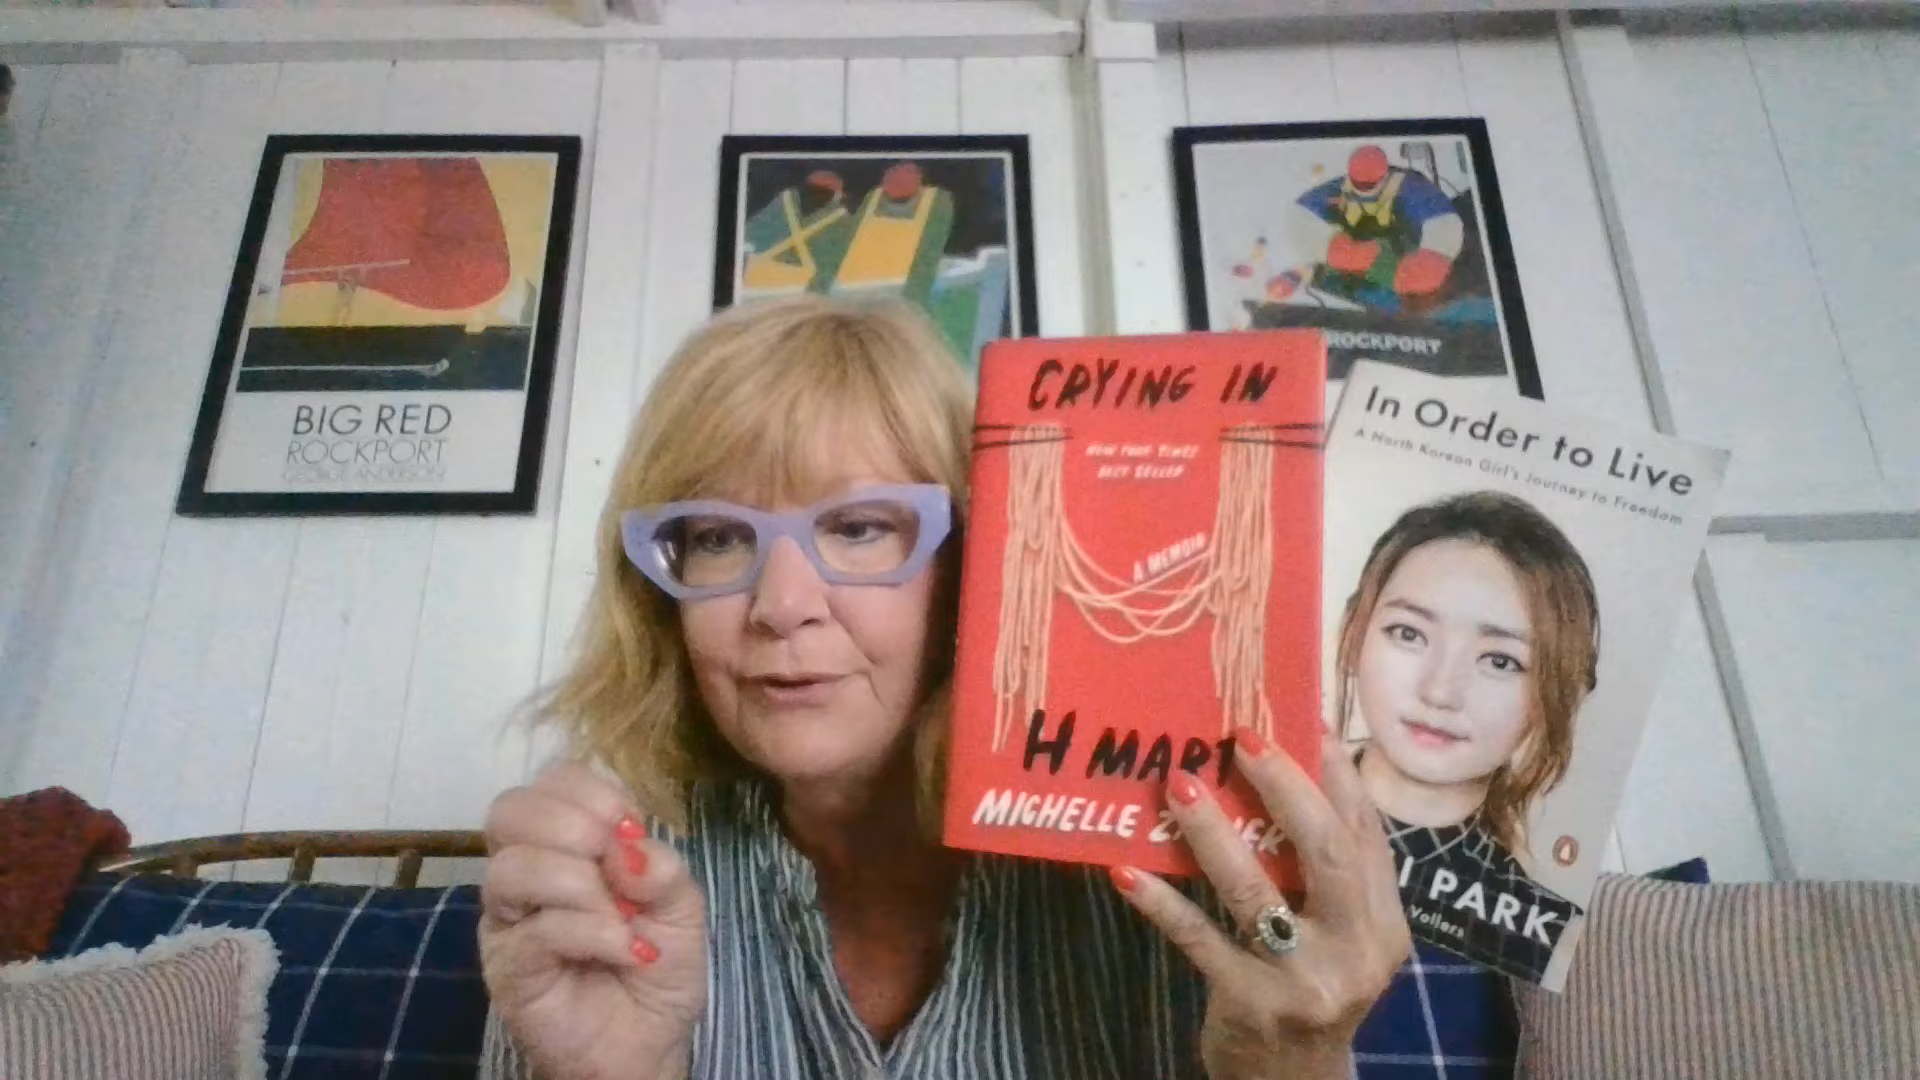 BIG RED
ROCKPORT
GEORGE ANDERSON
ROCKPORT
CRYING IN
NEW YORK TIMES
BEST SELLER
A MEMOIR
H MART
MICHELLE
In Order to Live
A North Korean Girl's Journey to Freedom
I PARK
Vollers